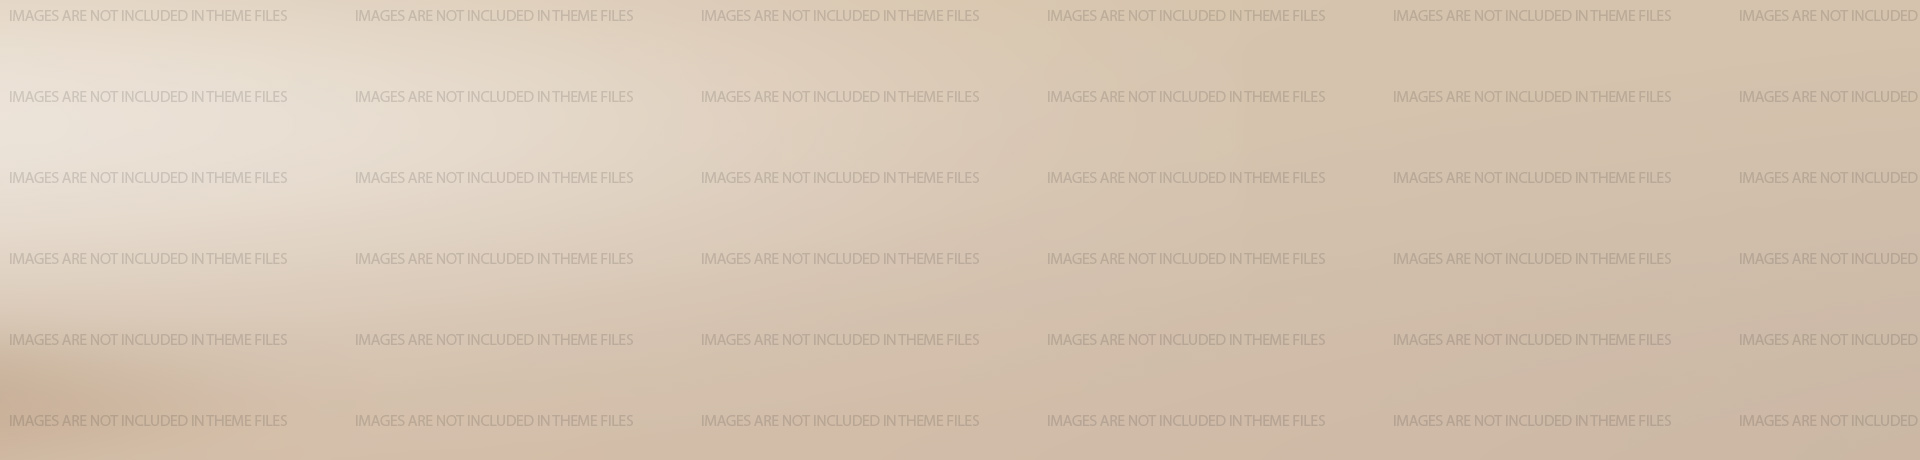 IMAGES ARE NOT INCLUDED IN THEME FILES IMAGES ARE NOT INCLUDED IN THEME FILES IMAGES ARE NOT INCLUDED IN THEME FILES IMAGES ARE NOT INCLUDED IN THEME FILES IMAGES ARE NOT INCLUDED IN THEME FILES IMAGES ARE NOT INCLUDED
IMAGES ARE NOT INCLUDED IN THEME FILES IMAGES ARE NOT INCLUDED IN THEME FILES IMAGES ARE NOT INCLUDED IN THEME FILES IMAGES ARE NOT INCLUDED IN THEME FILES IMAGES ARE NOT INCLUDED IN THEME FILES IMAGES ARE NOT INCLUDED
IMAGES ARE NOT INCLUDED IN THEME FILES IMAGES ARE NOT INCLUDED IN THEME FILES IMAGES ARE NOT INCLUDED IN THEME FILES IMAGES ARE NOT INCLUDED IN THEME FILES IMAGES ARE NOT INCLUDED IN THEME FILES IMAGES ARE NOT INCLUDED
IMAGES ARE NOT INCLUDED IN THEME FILES IMAGES ARE NOT INCLUDED IN THEME FILES IMAGES ARE NOT INCLUDED IN THEME FILES IMAGES ARE NOT INCLUDED IN THEME FILES IMAGES ARE NOT INCLUDED IN THEME FILES IMAGES ARE NOT INCLUDED
IMAGES ARE NOT INCLUDED IN THEME FILES IMAGES ARE NOT INCLUDED IN THEME FILES IMAGES ARE NOT INCLUDED IN THEME FILES IMAGES ARE NOT INCLUDED IN THEME FILES IMAGES ARE NOT INCLUDED IN THEME FILES IMAGES ARE NOT INCLUDED
IMAGES ARE NOT INCLUDED IN THEME FILES IMAGES ARE NOT INCLUDED IN THEME FILES IMAGES ARE NOT INCLUDED IN THEME FILES IMAGES ARE NOT INCLUDED IN THEME FILES IMAGES ARE NOT INCLUDED IN THEME FILES IMAGES ARE NOT INCLUDED